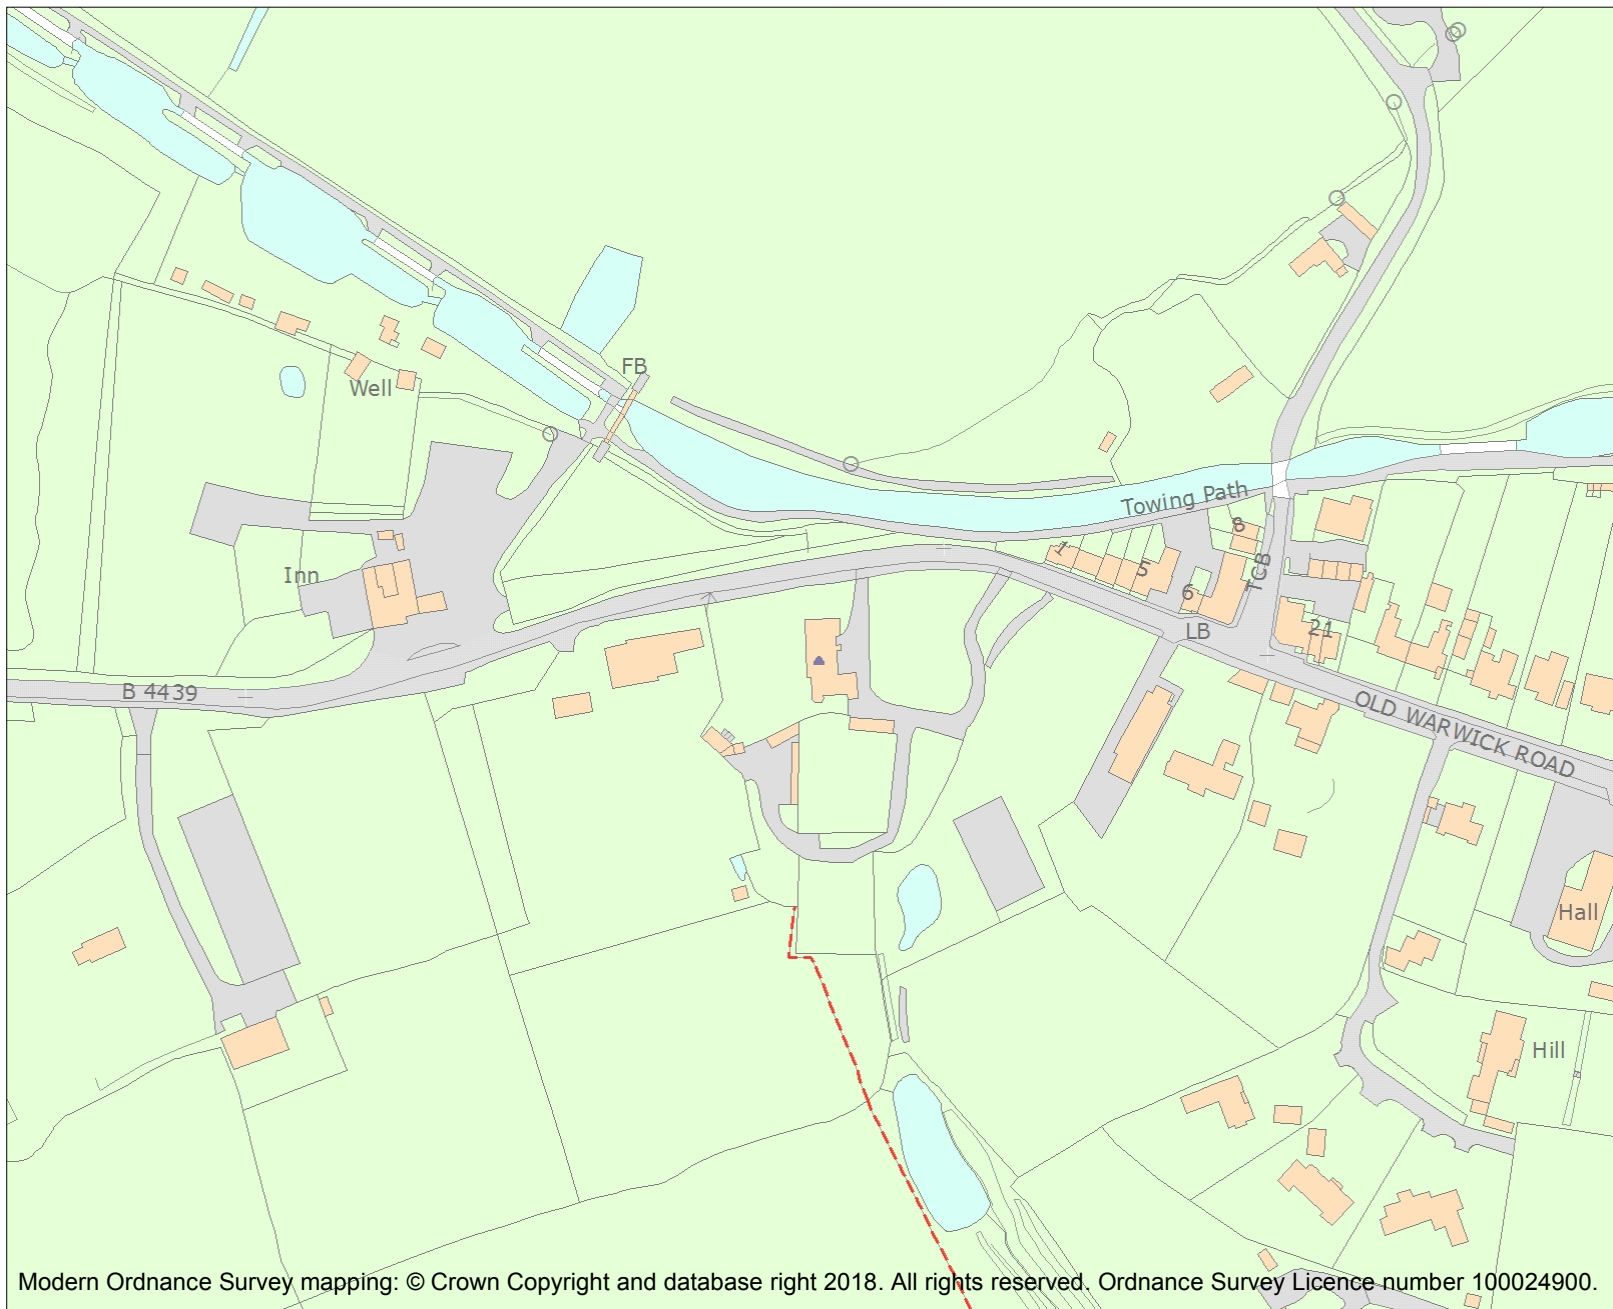 FB
Well
Towing Path
8
1
5
TCB
6
Inn
LB
21
B 4439
OLD WARWICK ROAD
Hall
Hill
Modern Ordnance Survey mapping: © Crown Copyright and database right 2018. All rights reserved. Ordnance Survey Licence number 100024900.